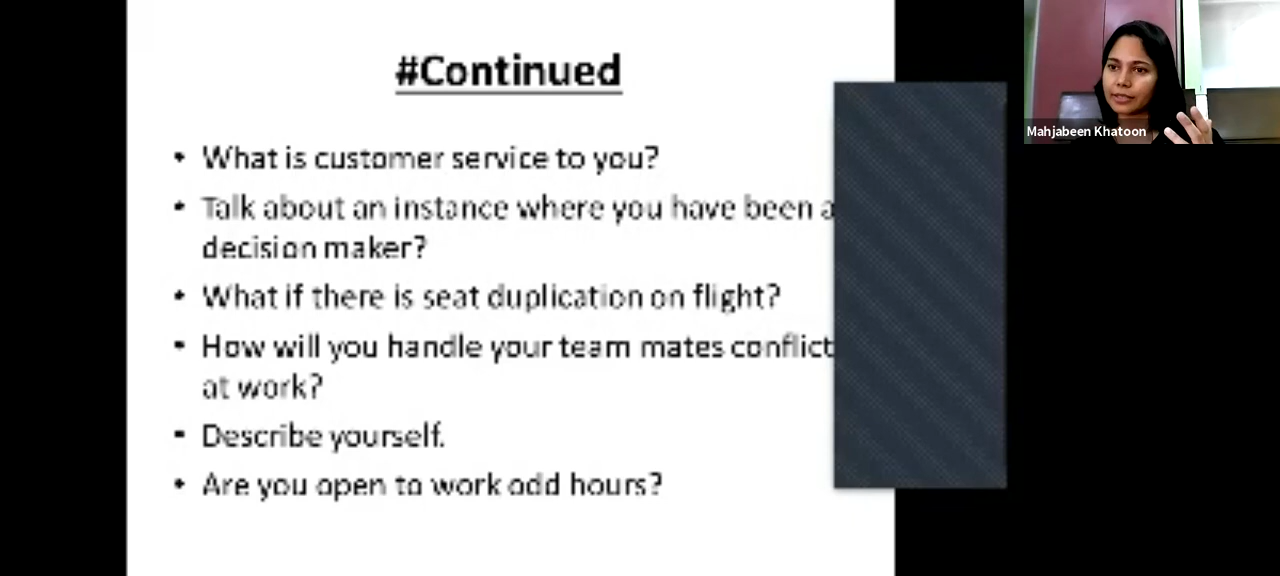 #Continued
• What is customer service to you?
• Talk about an instance where you have been a
decision maker?
• What if there is seat duplication on flight?
• How will you handle your team mates conflict
at work?
• Describe yourself.
• Are you open to work odd hours?
Mahjabeen Khatoon